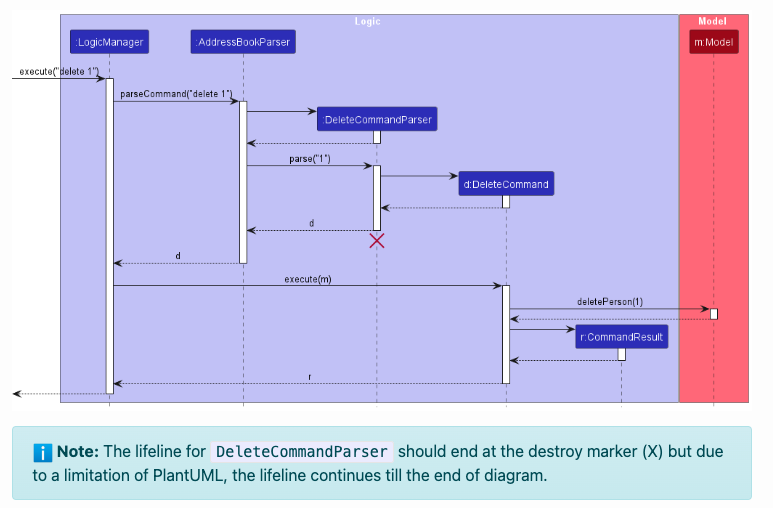 Logic
Model
:LogicManager
:AddressBookParser
m:Model
execute("delete 1")
parseCommand("delete 1")
:DeleteCommandParser
parse("1")
d:DeleteCommand
d
d
execute(m)
deletePerson(1)
r:CommandResult
r
Note: The lifeline for DeleteCommandParser should end at the destroy marker (X) but due
to a limitation of PlantUML, the lifeline continues till the end of diagram.